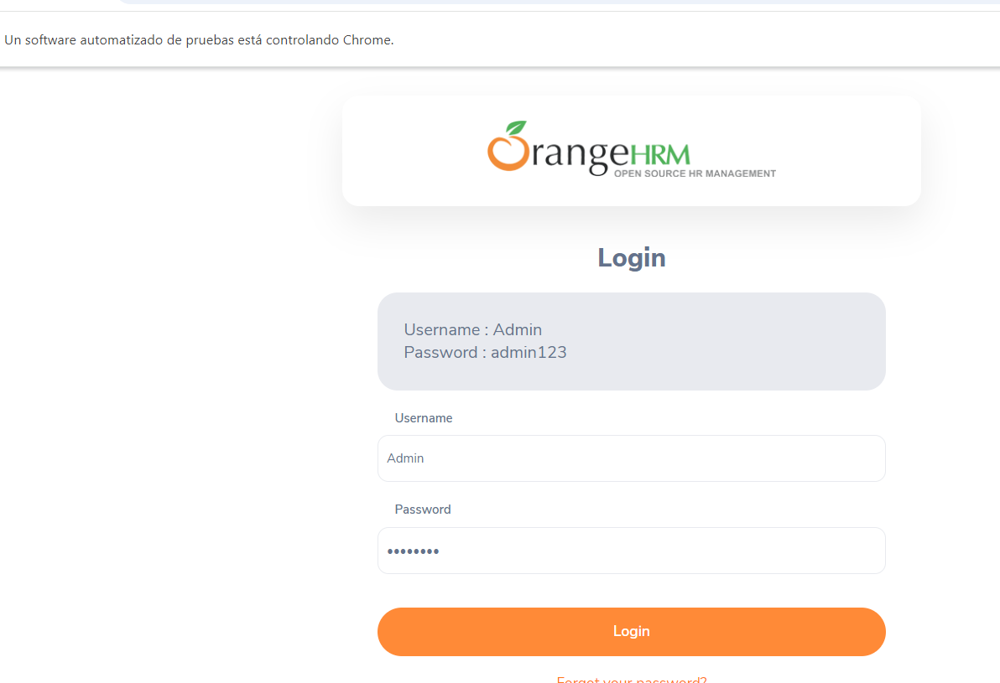 Un software automatizado de pruebas está controlando Chrome.
OrangeHRM
OPEN SOURCE HR MANAGEMENT
Login
Username : Admin
Password : admin123
Username
Admin
Password
••••••••
Login
Forgot your password?